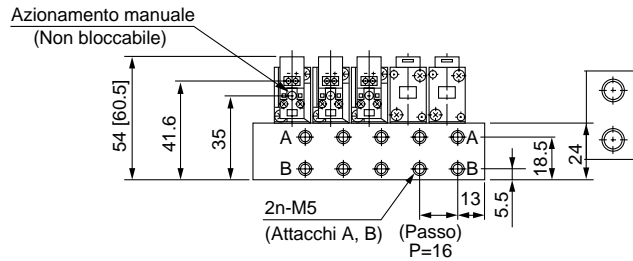 Azionamento manuale
(Non bloccabile)
54 [60.5]
41.6
35
A
A
B
B
18.5
24
5.5
13
2n-M5
(Attacchi A, B)
(Passo)
P=16